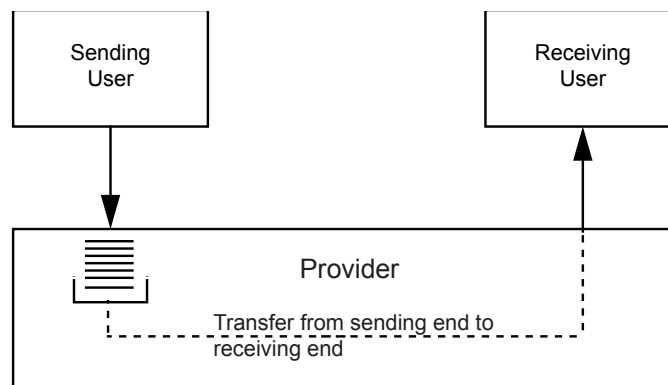 Sending
User
Receiving
User
Provider
Transfer from sending end to
receiving end